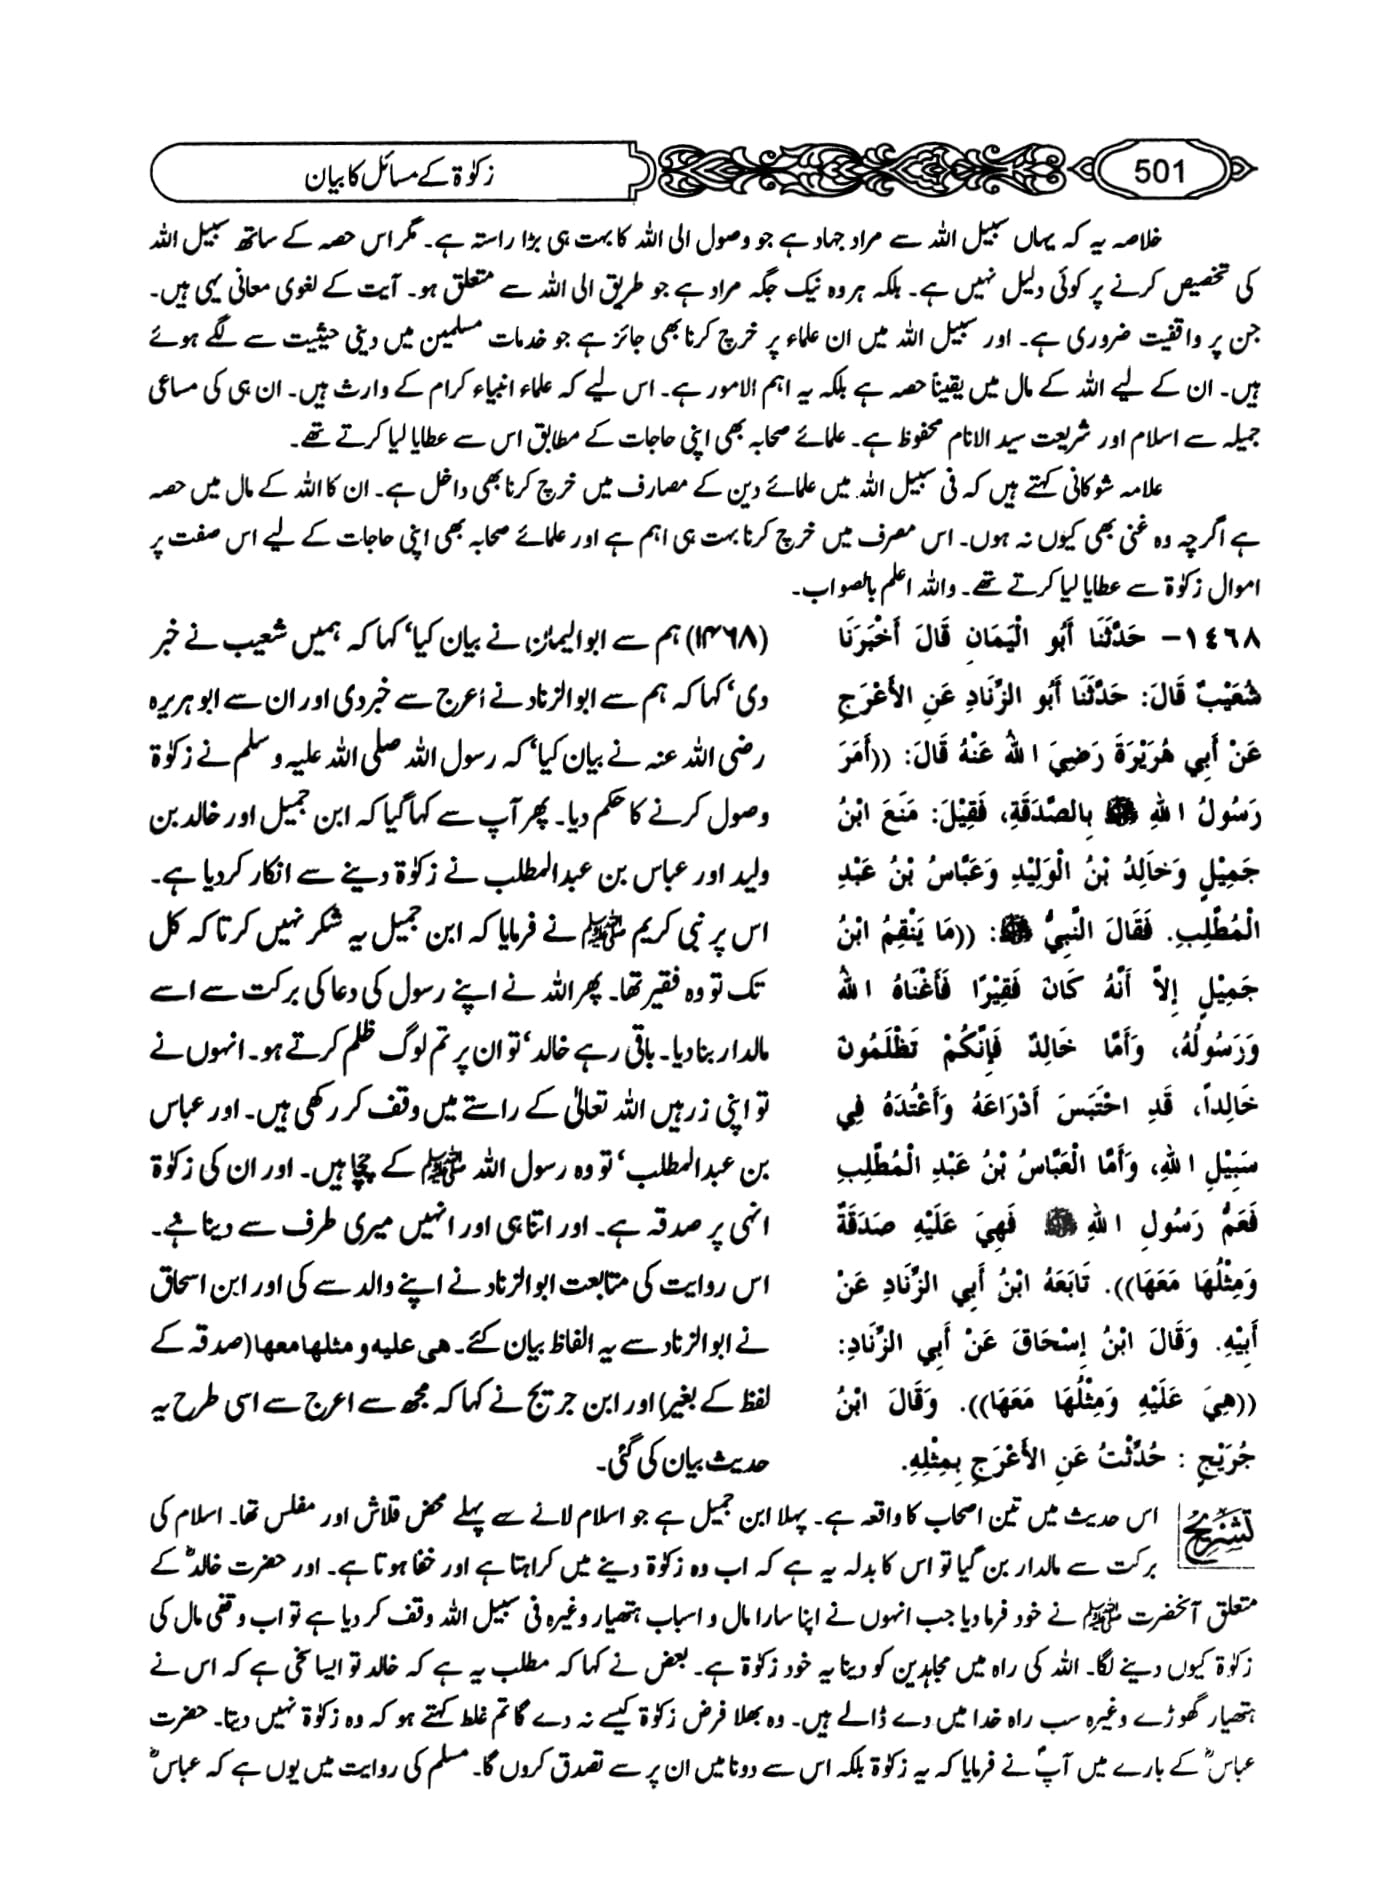 501
زکوٰۃ کے مسائل کا بیان
خلاصہ یہ کہ یہاں سبیل اللہ سے مراد جہاد ہے جو وصول الی اللہ کا بہت ہی بڑا راستہ ہے۔ مگر اس حصہ کے ساتھ سبیل اللہ
کی تخصیص کرنے پر کوئی دلیل نہیں ہے۔ بلکہ ہر وہ نیک جگہ مراد ہے جو طریق الی اللہ سے متعلق ہو۔ آیت کے لغوی معانی یہی ہیں۔
جن پر واقفیت ضروری ہے۔ اور سبیل اللہ میں ان علماء پر خرچ کرنا بھی جائز ہے جو خدمات مسلمین میں دینی حیثیت سے لگے ہوئے
ہیں۔ ان کے لیے اللہ کے مال میں یقیناً حصہ ہے بلکہ یہ اہم الامور ہے۔ اس لیے کہ علماء انبیاء کرام کے وارث ہیں۔ ان ہی کی مساعی
جمیلہ سے اسلام اور شریعت سید الانام محفوظ ہے۔ علمائے صحابہ بھی اپنی حاجات کے مطابق اس سے عطایا لیا کرتے تھے۔
علامہ شوکانی کہتے ہیں کہ فی سبیل اللہ میں علمائے دین کے مصارف میں خرچ کرنا بھی داخل ہے۔ ان کا اللہ کے مال میں حصہ
ہے اگرچہ وہ غنی بھی کیوں نہ ہوں۔ اس مصرف میں خرچ کرنا بہت ہی اہم ہے اور علمائے صحابہ بھی اپنی حاجات کے لیے اس صفت پر
اموال زکوٰۃ سے عطایا لیا کرتے تھے۔ واللہ اعلم بالصواب۔
١٤٦٨- حَدَّثَنَا أَبُو الْيَمَانِ قَالَ أَخْبَرَنَا
شُعَيْبٌ قَالَ: حَدَّثَنَا أَبُو الزِّنَادِ عَنِ الأَعْرَجِ
عَنْ أَبِي هُرَيْرَةَ رَضِيَ اللهُ عَنْهُ قَالَ: ((أَمَرَ
رَسُولُ اللهِ ﷺ بِالصَّدَقَةِ، فَقِيْلَ: مَنَعَ ابْنُ
جَمِيْلٍ وَخَالِدُ بْنُ الْوَلِيْدِ وَعَبَّاسُ بْنُ عَبْدِ
الْمُطَّلِبِ. فَقَالَ النَّبِيُّ ﷺ: ((مَا يَنْقِمُ ابْنُ
جَمِيْلٍ إِلاَّ أَنَّهُ كَانَ فَقِيْرًا فَأَغْنَاهُ اللهُ
وَرَسُولُهُ، وَأَمَّا خَالِدٌ فَإِنَّكُمْ تَظْلَمُونَ
خَالِداً، قَدِ احْتَبَسَ أَدْرَاعَهُ وَأَعْتُدَهُ فِي
سَبِيْلِ اللهِ، وَأَمَّا الْعَبَّاسُ بْنُ عَبْدِ الْمُطَّلِبِ
فَعَمُّ رَسُولِ اللهِ ﷺ فَهِيَ عَلَيْهِ صَدَقَةٌ
وَمِثْلُهَا مَعَهَا)). تَابَعَهُ ابْنُ أَبِي الزِّنَادِ عَنْ
أَبِيْهِ. وَقَالَ ابْنُ إِسْحَاقَ عَنْ أَبِي الزِّنَادِ:
((هِيَ عَلَيْهِ وَمِثْلُهَا مَعَهَا)). وَقَالَ ابْنُ
جُرَيْجٍ : حُدِّثْتُ عَنِ الأَعْرَجِ بِمِثْلِهِ.
(۱۴۶۸) ہم سے ابوالیمان نے بیان کیا‘ کہا کہ ہمیں شعیب نے خبر
دی‘ کہا کہ ہم سے ابوالزناد نے اعرج سے خبر دی اور ان سے ابو ہریرہ
رضی اللہ عنہ نے بیان کیا‘ کہ رسول اللہ صلی اللہ علیہ و سلم نے زکوٰۃ
وصول کرنے کا حکم دیا۔ پھر آپ سے کہا گیا کہ ابن جمیل اور خالد بن
ولید اور عباس بن عبدالمطلب نے زکوٰۃ دینے سے انکار کر دیا ہے۔
اس پر نبی کریم ﷺ نے فرمایا کہ ابن جمیل یہ شکر نہیں کرتا کہ کل
تک تو وہ فقیر تھا۔ پھر اللہ نے اپنے رسول کی دعا کی برکت سے اسے
مالدار بنا دیا۔ باقی رہے خالد‘ تو ان پر تم لوگ ظلم کرتے ہو۔ انہوں نے
تو اپنی زرہیں اللہ تعالیٰ کے راستے میں وقف کر رکھی ہیں۔ اور عباس
بن عبدالمطلب‘ تو وہ رسول اللہ ﷺ کے چچا ہیں۔ اور ان کی زکوٰۃ
انہی پر صدقہ ہے۔ اور اتنا ہی اور انہیں میری طرف سے دینا ہے۔
اس روایت کی متابعت ابوالزناد نے اپنے والد سے کی اور ابن اسحاق
نے ابوالزناد سے یہ الفاظ بیان کئے۔ ھی علیه و مثلها معها (صدقہ کے
لفظ کے بغیر) اور ابن جریج نے کہا کہ مجھ سے اعرج سے اسی طرح یہ
حدیث بیان کی گئی۔
تشریح
اس حدیث میں تین اصحاب کا واقعہ ہے۔ پہلا ابن جمیل ہے جو اسلام لانے سے پہلے محض قلاش اور مفلس تھا۔ اسلام کی
برکت سے مالدار بن گیا تو اس کا بدلہ یہ ہے کہ اب وہ زکوٰۃ دینے میں کراہتا ہے اور خفا ہوتا ہے۔ اور حضرت خالدؓ کے
متعلق آنحضرت ﷺ نے خود فرما دیا جب انہوں نے اپنا سارا مال و اسباب ہتھیار وغیرہ فی سبیل اللہ وقف کر دیا ہے تو اب وقفی مال کی
زکوٰۃ کیوں دینے لگا۔ اللہ کی راہ میں مجاہدین کو دینا یہ خود زکوٰۃ ہے۔ بعض نے کہا کہ مطلب یہ ہے کہ خالد تو ایسا سخی ہے کہ اس نے
ہتھیار گھوڑے وغیرہ سب راہ خدا میں دے ڈالے ہیں۔ وہ بھلا فرض زکوٰۃ کیسے نہ دے گا تم غلط کہتے ہو کہ وہ زکوٰۃ نہیں دیتا۔ حضرت
عباسؓ کے بارے میں آپؐ نے فرمایا کہ یہ زکوٰۃ بلکہ اس سے دونا میں ان پر سے تصدق کروں گا۔ مسلم کی روایت میں یوں ہے کہ عباسؓ